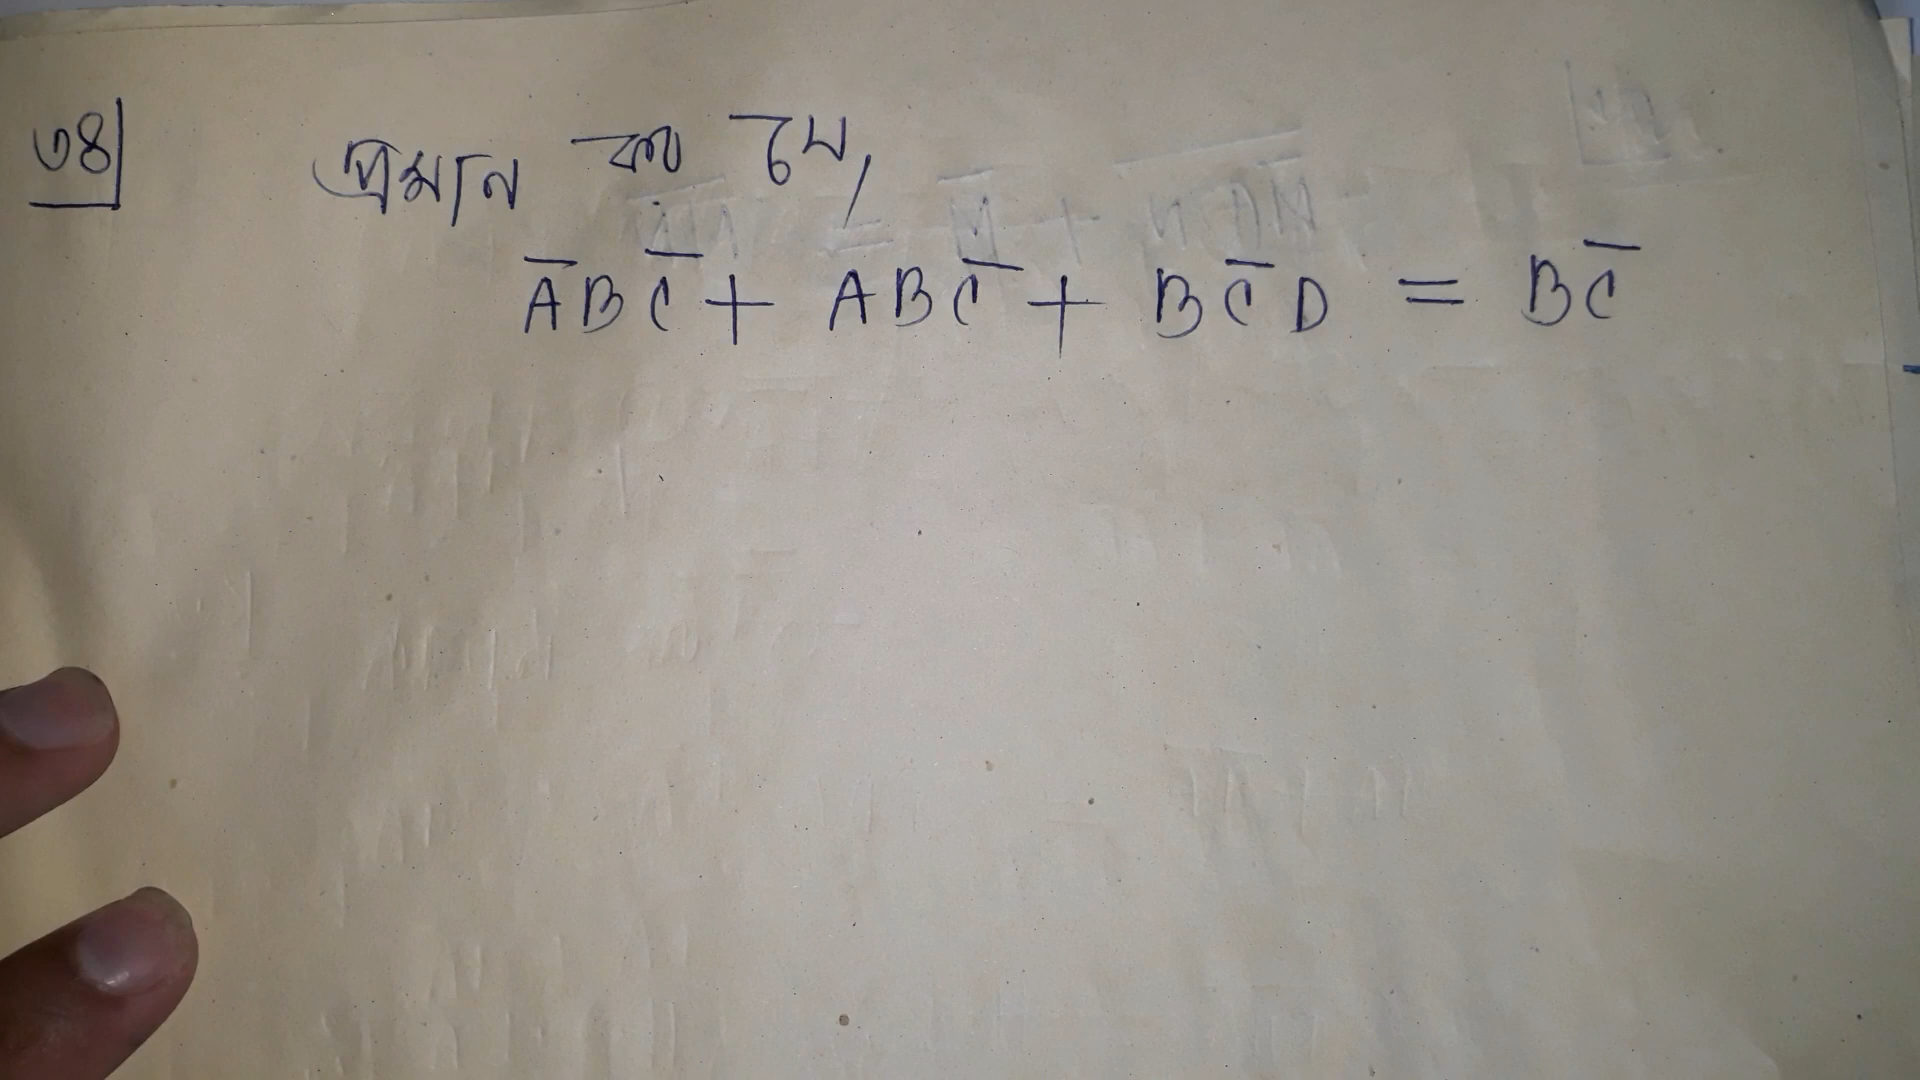 ৩৪
প্রমান কর যে,
A̅BC̅ + ABC̅ + BC̅D = BC̅